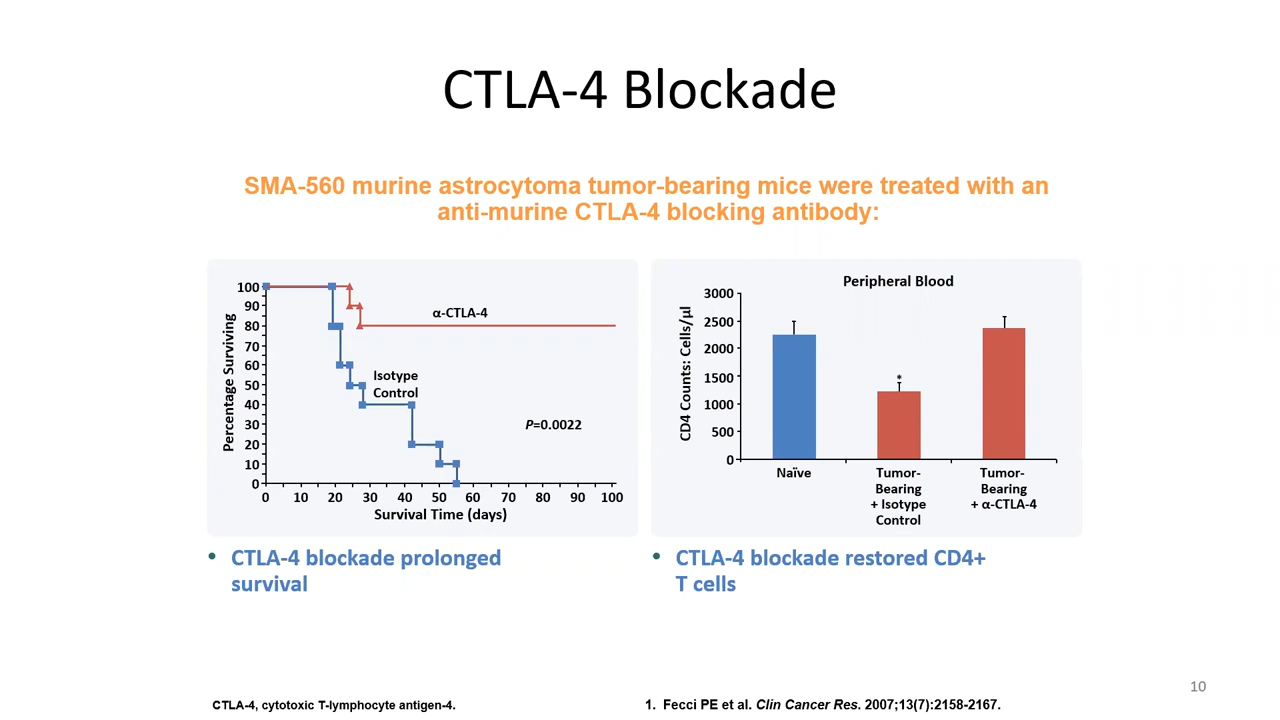 CTLA-4 Blockade
SMA-560 murine astrocytoma tumor-bearing mice were treated with an
anti-murine CTLA-4 blocking antibody:
Percentage Surviving
100
90
80
70
60
50
40
30
20
10
0
α-CTLA-4
Isotype
Control
P=0.0022
0 10 20 30 40 50 60 70 80 90 100
Survival Time (days)
Peripheral Blood
CD4 Counts: Cells/µl
3000
2500
2000
1500
1000
500
0
*
Naïve
Tumor-
Bearing
+ Isotype
Control
Tumor-
Bearing
+ α-CTLA-4
• CTLA-4 blockade prolonged
survival
• CTLA-4 blockade restored CD4+
T cells
10
CTLA-4, cytotoxic T-lymphocyte antigen-4.
1. Fecci PE et al. Clin Cancer Res. 2007;13(7):2158-2167.